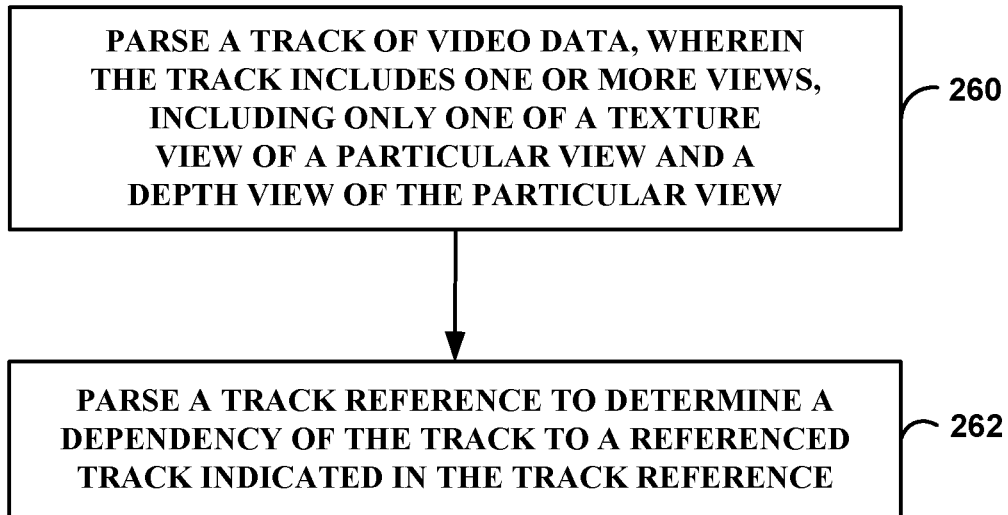 PARSE A TRACK OF VIDEO DATA, WHEREIN
THE TRACK INCLUDES ONE OR MORE VIEWS,
INCLUDING ONLY ONE OF A TEXTURE
VIEW OF A PARTICULAR VIEW AND A
DEPTH VIEW OF THE PARTICULAR VIEW
260
PARSE A TRACK REFERENCE TO DETERMINE A
DEPENDENCY OF THE TRACK TO A REFERENCED
TRACK INDICATED IN THE TRACK REFERENCE
262